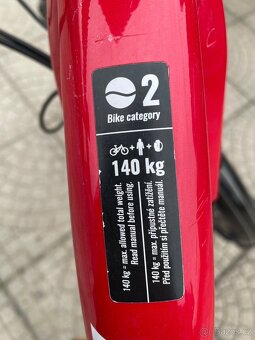 2
Bike category
140 kg
140 kg = max. allowed total weight.
Read manual before using.
140 kg = max. přípustné zatížení.
Před použitím si přečtěte manuál.